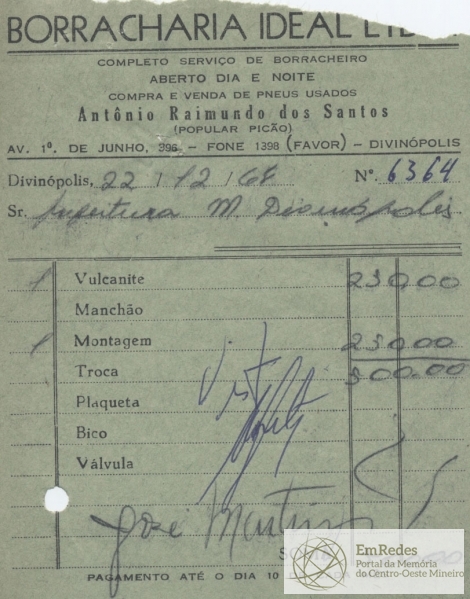 BORRACHARIA IDEAL
COMPLETO SERVIÇO DE BORRACHEIRO
ABERTO DIA E NOITE
COMPRA E VENDA DE PNEUS USADOS
Antônio Raimundo dos Santos
(POPULAR PICÃO)
AV. 1º. DE JUNHO, 396 – FONE 1398 (FAVOR) – DIVINÓPOLIS
Divinópolis, 22 / 12 / 68 Nº. 6364
Sr. Prefeitura M. Divinópolis
1 Vulcanite 250,00
Manchão
1 Montagem 250,00
Troca 500,00
Plaqueta
Bico
Válvula
José Martins
PAGAMENTO ATÉ O DIA 10
EmRedes
Portal da Memória
do Centro-Oeste Mineiro